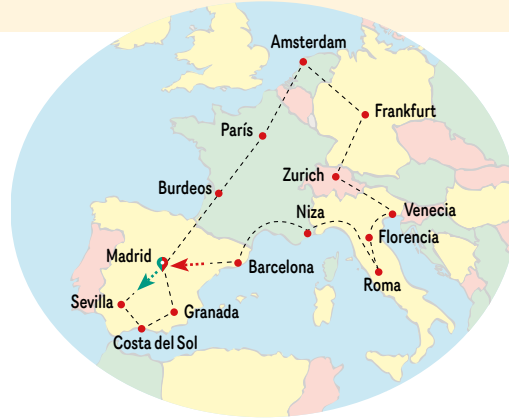 Amsterdam
Frankfurt
París
Zurich
Burdeos
Venecia
Niza
Florencia
Madrid
Barcelona
Roma
Sevilla
Granada
Costa del Sol